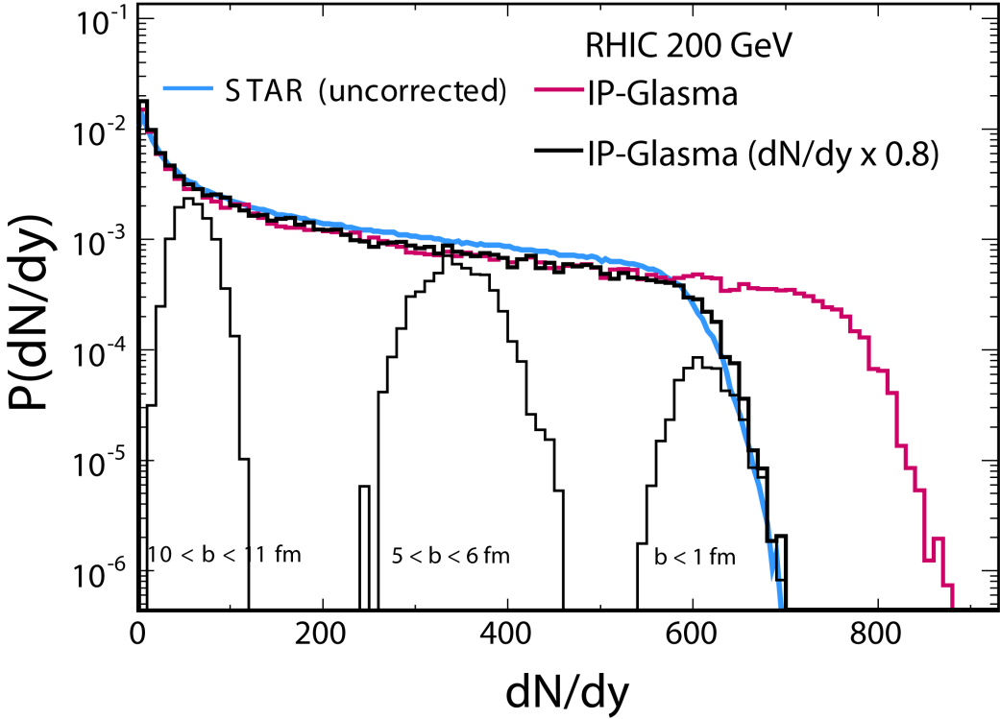 10-1
RHIC 200 GeV
STAR (uncorrected)
IP-Glasma
10-2
IP-Glasma (dN/dy x 0.8)
P(dN/dy)
10-3
10-4
10-5
10 < b < 11 fm
5 < b < 6 fm
b < 1 fm
10-6
0
200
400
600
800
dN/dy